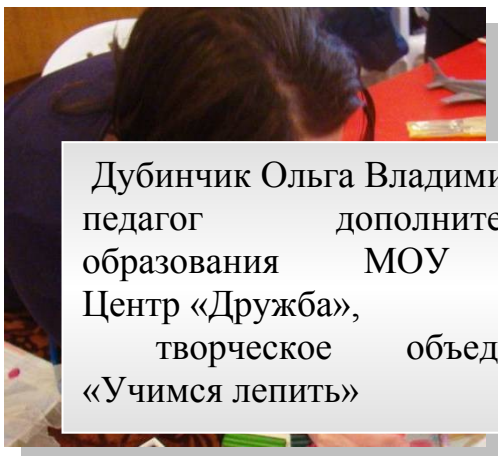 Дубинчик Ольга Владими
педагог дополните
образования МОУ
Центр «Дружба»,
творческое объед
«Учимся лепить»